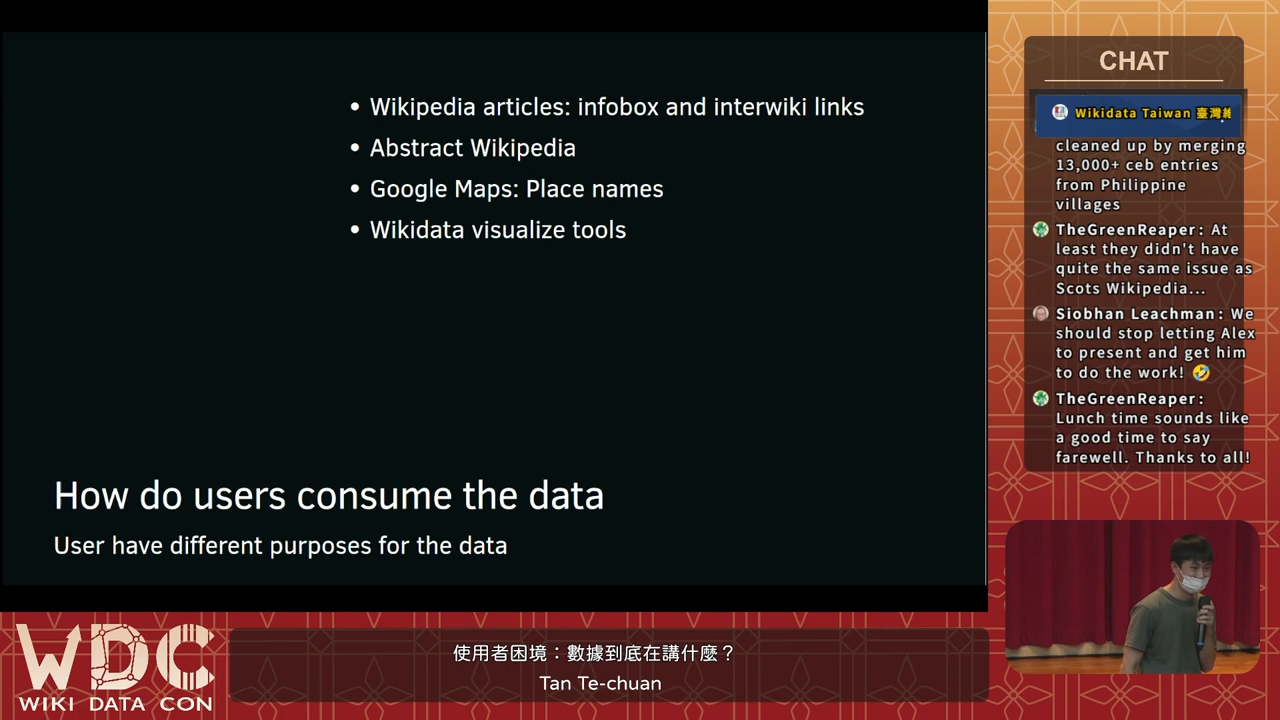 • Wikipedia articles: infobox and interwiki links
• Abstract Wikipedia
• Google Maps: Place names
• Wikidata visualize tools
How do users consume the data
User have different purposes for the data
CHAT
Wikidata Taiwan 臺灣維
cleaned up by merging
13,000+ ceb entries
from Philippine
villages
TheGreenReaper: At
least they didn't have
quite the same issue as
Scots Wikipedia...
Siobhan Leachman: We
should stop letting Alex
to present and get him
to do the work! 🤣
TheGreenReaper:
Lunch time sounds like
a good time to say
farewell. Thanks to all!
WDC
WIKI DATA CON
使用者困境：數據到底在講什麼？
Tan Te-chuan